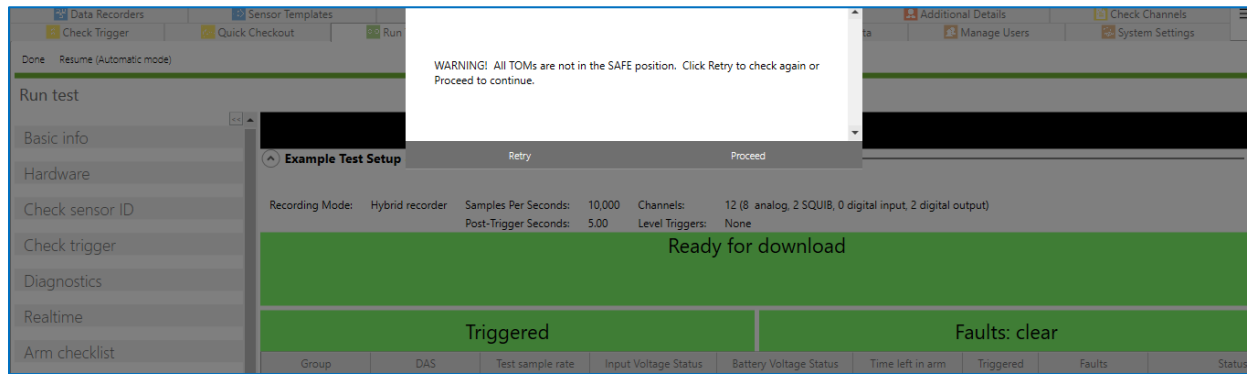 Data Recorders Sensor Templates Additional Details Check Channels
Check Trigger Quick Checkout Run ta Manage Users System Settings
Done Resume (Automatic mode)
WARNING! All TOMs are not in the SAFE position. Click Retry to check again or
Proceed to continue.
Retry Proceed
Run test
<<
Basic info
Hardware
Check sensor ID
Check trigger
Diagnostics
Realtime
Arm checklist
Example Test Setup
Recording Mode: Hybrid recorder Samples Per Seconds: 10,000 Channels: 12 (8 analog, 2 SQUIB, 0 digital input, 2 digital output)
Post-Trigger Seconds: 5.00 Level Triggers: None
Ready for download
Triggered Faults: clear
Group DAS Test sample rate Input Voltage Status Battery Voltage Status Time left in arm Triggered Faults Status